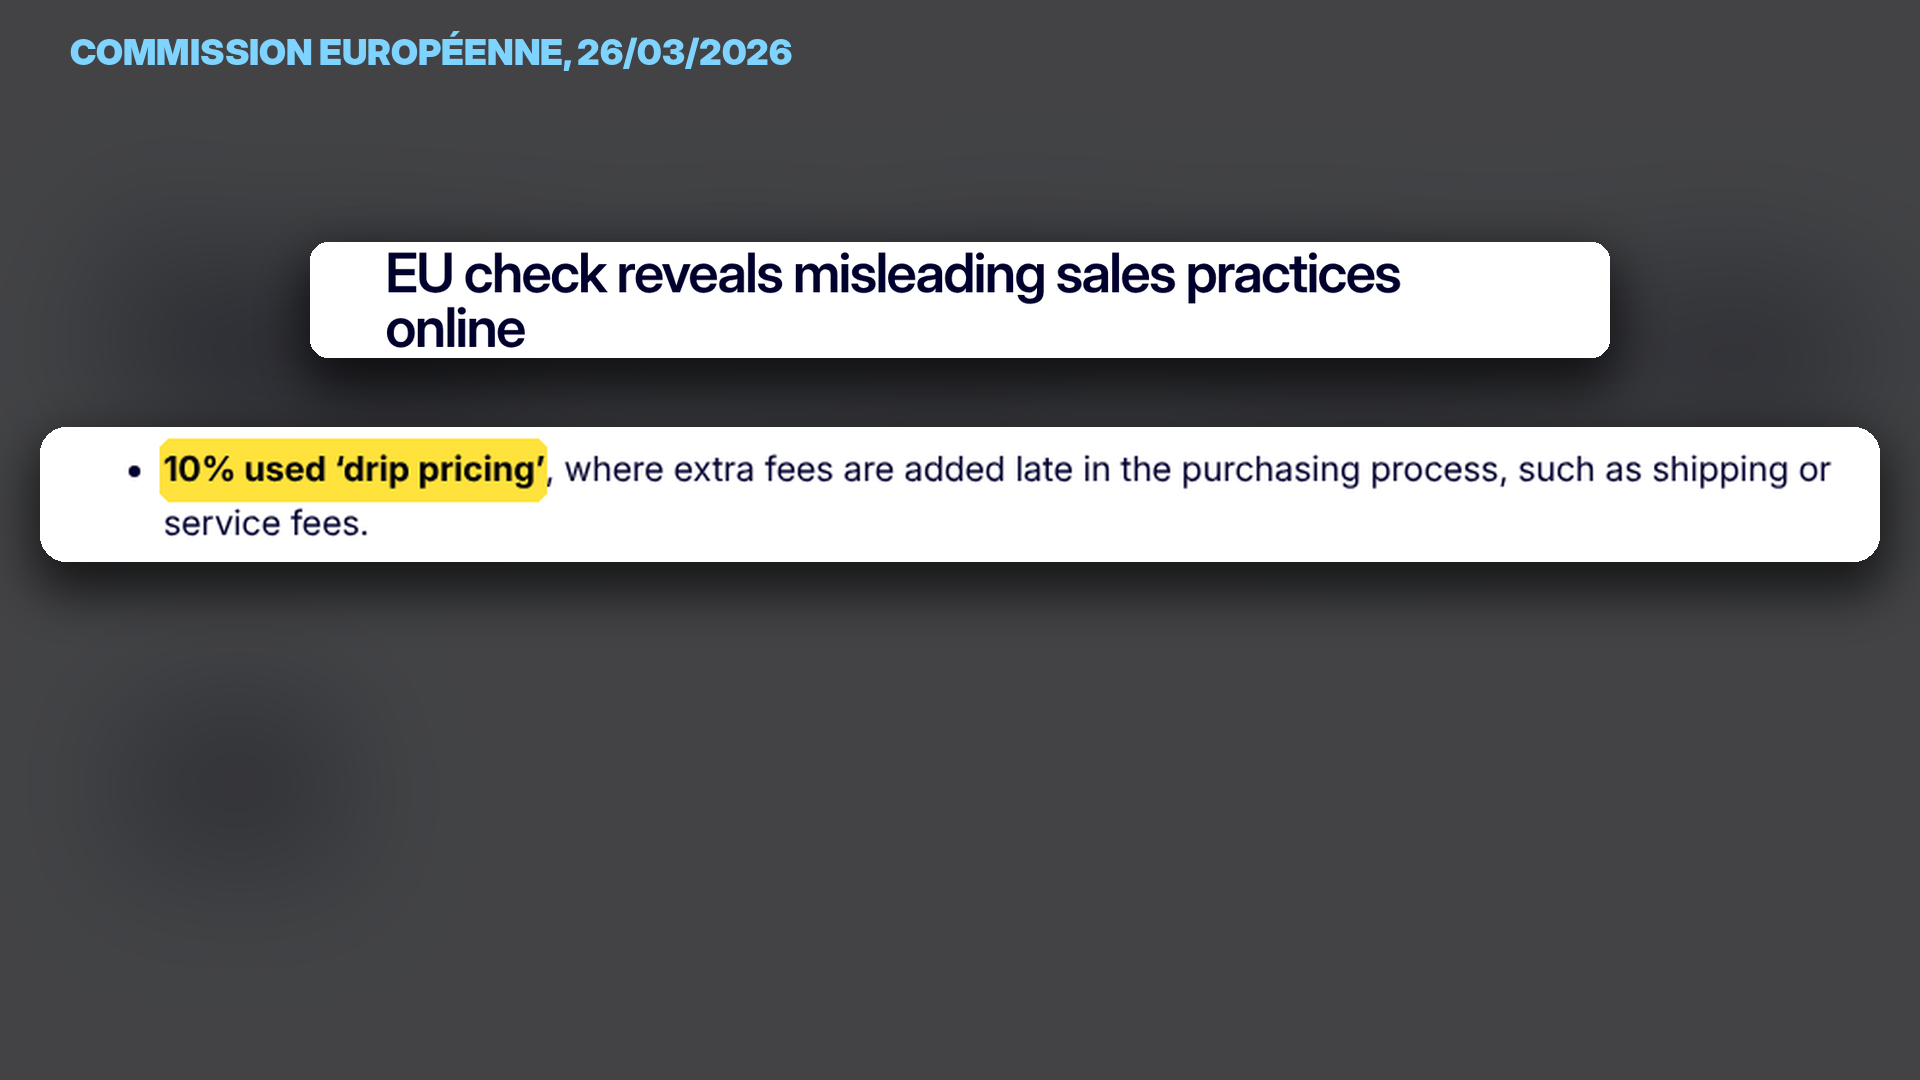 COMMISSION EUROPÉENNE, 26/03/2026
EU check reveals misleading sales practices
online
• 10% used ‘drip pricing’, where extra fees are added late in the purchasing process, such as shipping or
service fees.